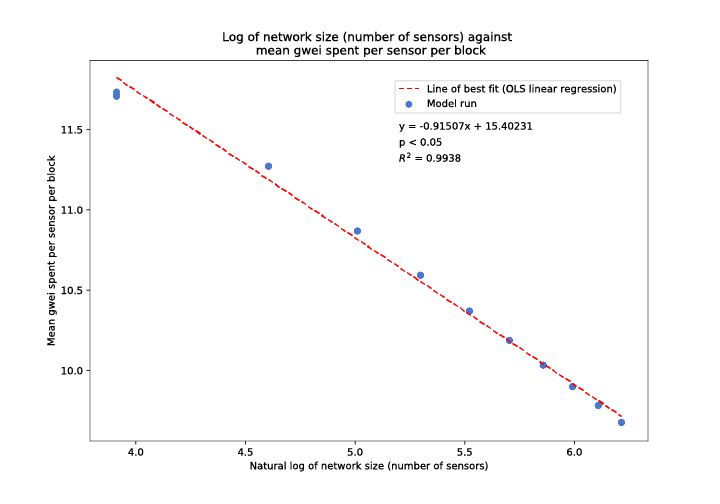 Log of network size (number of sensors) against
mean gwei spent per sensor per block
Line of best fit (OLS linear regression)
Model run
y = -0.91507x + 15.40231
p < 0.05
R² = 0.9938
Mean gwei spent per sensor per block
11.5
11.0
10.5
10.0
4.0 4.5 5.0 5.5 6.0
Natural log of network size (number of sensors)